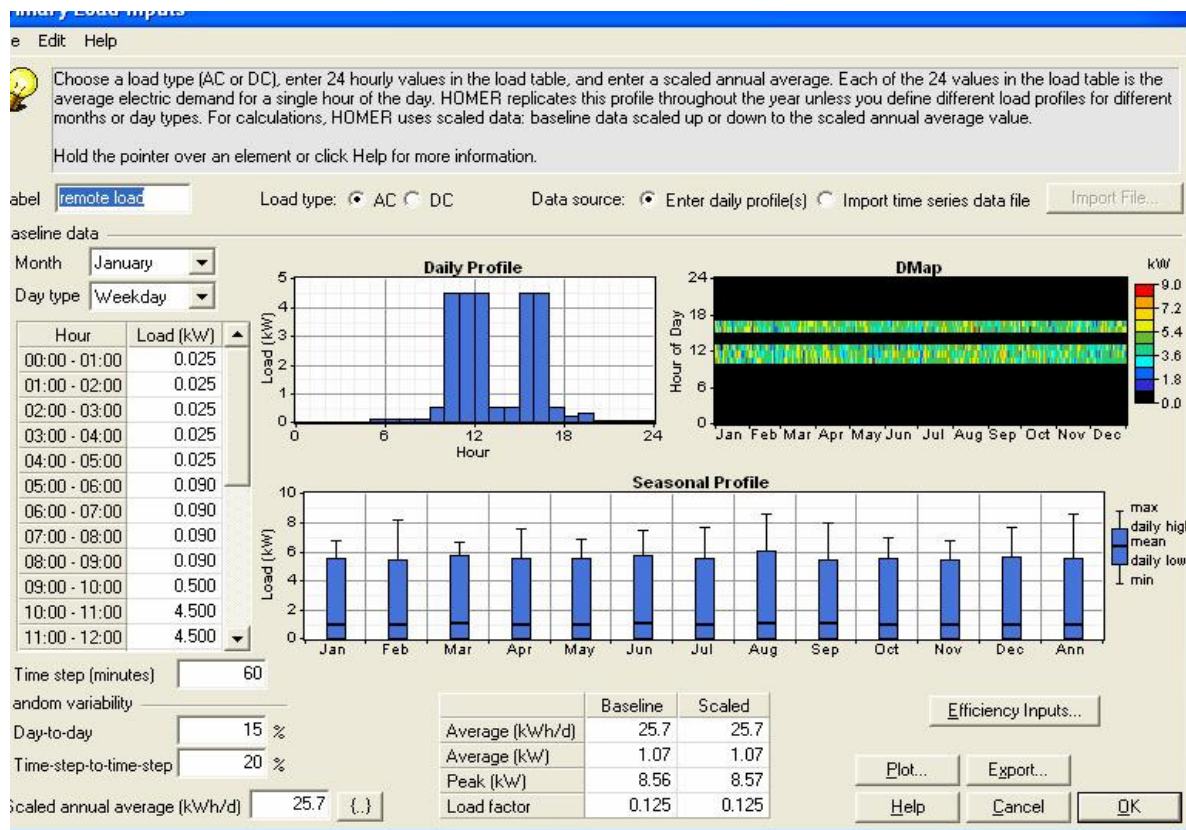 Primary Load Inputs
e Edit Help
Choose a load type (AC or DC), enter 24 hourly values in the load table, and enter a scaled annual average. Each of the 24 values in the load table is the
average electric demand for a single hour of the day. HOMER replicates this profile throughout the year unless you define different load profiles for different
months or day types. For calculations, HOMER uses scaled data: baseline data scaled up or down to the scaled annual average value.
Hold the pointer over an element or click Help for more information.
abel remote load Load type: AC DC Data source: Enter daily profile(s) Import time series data file Import File...
aseline data
Month January
Day type Weekday
Hour Load (kW)
00:00 - 01:00 0.025
01:00 - 02:00 0.025
02:00 - 03:00 0.025
03:00 - 04:00 0.025
04:00 - 05:00 0.025
05:00 - 06:00 0.090
06:00 - 07:00 0.090
07:00 - 08:00 0.090
08:00 - 09:00 0.090
09:00 - 10:00 0.500
10:00 - 11:00 4.500
11:00 - 12:00 4.500
Daily Profile
Load (kW)
5
4
3
2
1
0
0 6 12 18 24
Hour
DMap
Hour of Day
24
18
12
6
0
Jan Feb Mar Apr May Jun Jul Aug Sep Oct Nov Dec
kW
9.0
7.2
5.4
3.6
1.8
0.0
Seasonal Profile
Load (kW)
10
8
6
4
2
0
Jan Feb Mar Apr May Jun Jul Aug Sep Oct Nov Dec Ann
max
daily hig
mean
daily low
min
Time step (minutes) 60
andom variability
Day-to-day 15 %
Time-step-to-time-step 20 %
Scaled annual average (kWh/d) 25.7 {..}
Baseline Scaled
Average (kWh/d) 25.7 25.7
Average (kW) 1.07 1.07
Peak (kW) 8.56 8.57
Load factor 0.125 0.125
Efficiency Inputs...
Plot... Export...
Help Cancel OK